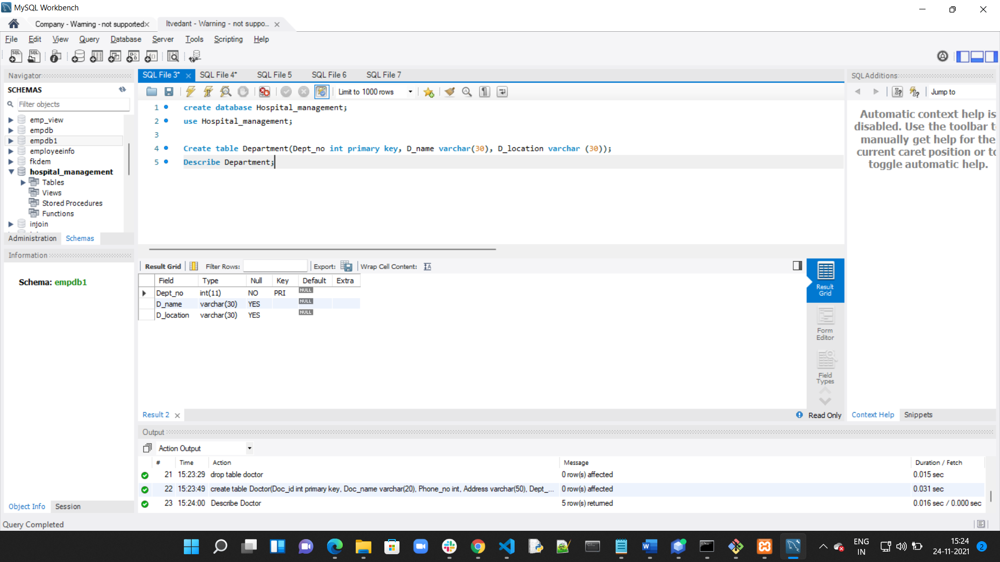 MySQL Workbench
Company - Warning - not supported
Itvedant - Warning - not suppo...
File Edit View Query Database Server Tools Scripting Help
Navigator
SCHEMAS
Filter objects
emp_view
empdb
empdb1
employeeinfo
fkdem
hospital_management
Tables
Views
Stored Procedures
Functions
injoin
Administration Schemas
Information
Schema: empdb1
Object Info Session
SQL File 3* SQL File 4* SQL File 5 SQL File 6 SQL File 7
Limit to 1000 rows
1 create database Hospital_management;
2 use Hospital_management;
3
4 Create table Department(Dept_no int primary key, D_name varchar(30), D_location varchar (30));
5 Describe Department;
Result Grid Filter Rows: Export: Wrap Cell Content:
Field Type Null Key Default Extra
Dept_no int(11) NO PRI NULL
D_name varchar(30) YES NULL
D_location varchar(30) YES NULL
Result Grid
Form Editor
Field Types
Result 2
Read Only
SQLAdditions
Jump to
Automatic context help is
disabled. Use the toolbar t
manually get help for the
current caret position or to
toggle automatic help.
Context Help Snippets
Output
Action Output
# Time Action Message Duration / Fetch
21 15:23:29 drop table doctor 0 row(s) affected 0.015 sec
22 15:23:49 create table Doctor(Doc_id int primary key, Doc_name varchar(20), Phone_no int, Address varchar(50), Dept_... 0 row(s) affected 0.031 sec
23 15:24:00 Describe Doctor 5 row(s) returned 0.016 sec / 0.000 sec
Query Completed
ENG
IN
15:24
24-11-2021
2